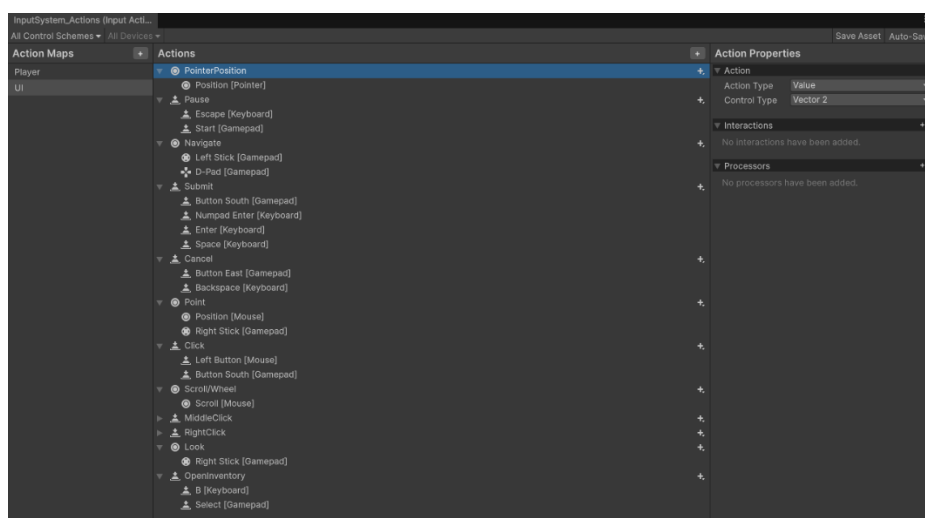 InputSystem_Actions (Input Acti...
All Control Schemes All Devices Save Asset Auto-Sav
Action Maps + Actions + Action Properties
Player
UI
PointerPosition
Position [Pointer]
Pause
Escape [Keyboard]
Start [Gamepad]
Navigate
Left Stick [Gamepad]
D-Pad [Gamepad]
Submit
Button South [Gamepad]
Numpad Enter [Keyboard]
Enter [Keyboard]
Space [Keyboard]
Cancel
Button East [Gamepad]
Backspace [Keyboard]
Point
Position [Mouse]
Right Stick [Gamepad]
Click
Left Button [Mouse]
Button South [Gamepad]
Scroll/Wheel
Scroll [Mouse]
MiddleClick
RightClick
Look
Right Stick [Gamepad]
OpenInventory
B [Keyboard]
Select [Gamepad]
Action
Action Type Value
Control Type Vector 2
Interactions
No interactions have been added.
Processors
No processors have been added.